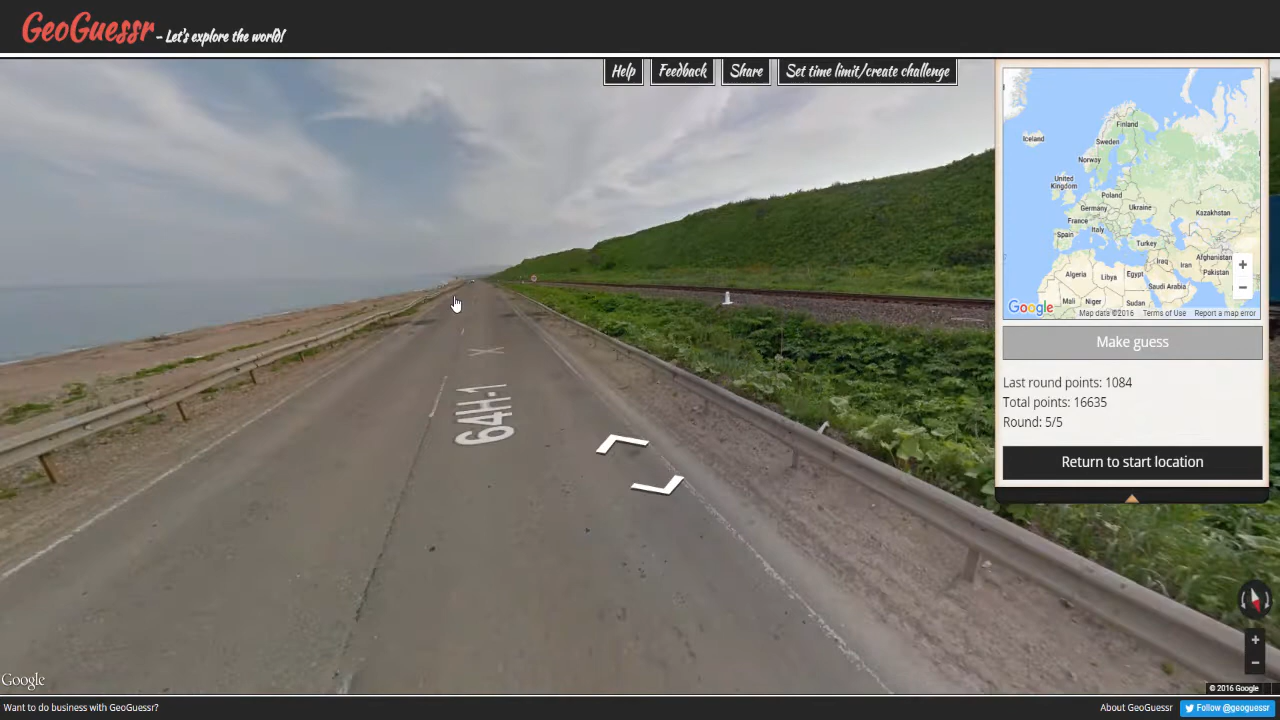 GeoGuessr - Let's explore the world!
Help Feedback Share Set time limit/create challenge
Iceland
Finland
Sweden
Norway
United
Kingdom
Poland
Germany
Ukraine
Kazakhstan
France
Italy
Spain
Turkey
Iraq
Iran
Afghanistan
Pakistan
Algeria
Libya
Egypt
Saudi Arabia
Mali
Niger
Sudan
+
−
Google
Map data ©2016 Terms of Use Report a map error
Make guess
Last round points: 1084
Total points: 16635
Round: 5/5
Return to start location
64H-1
+
−
Google
© 2016 Google
Want to do business with GeoGuessr?
About GeoGuessr
Follow @geoguessr